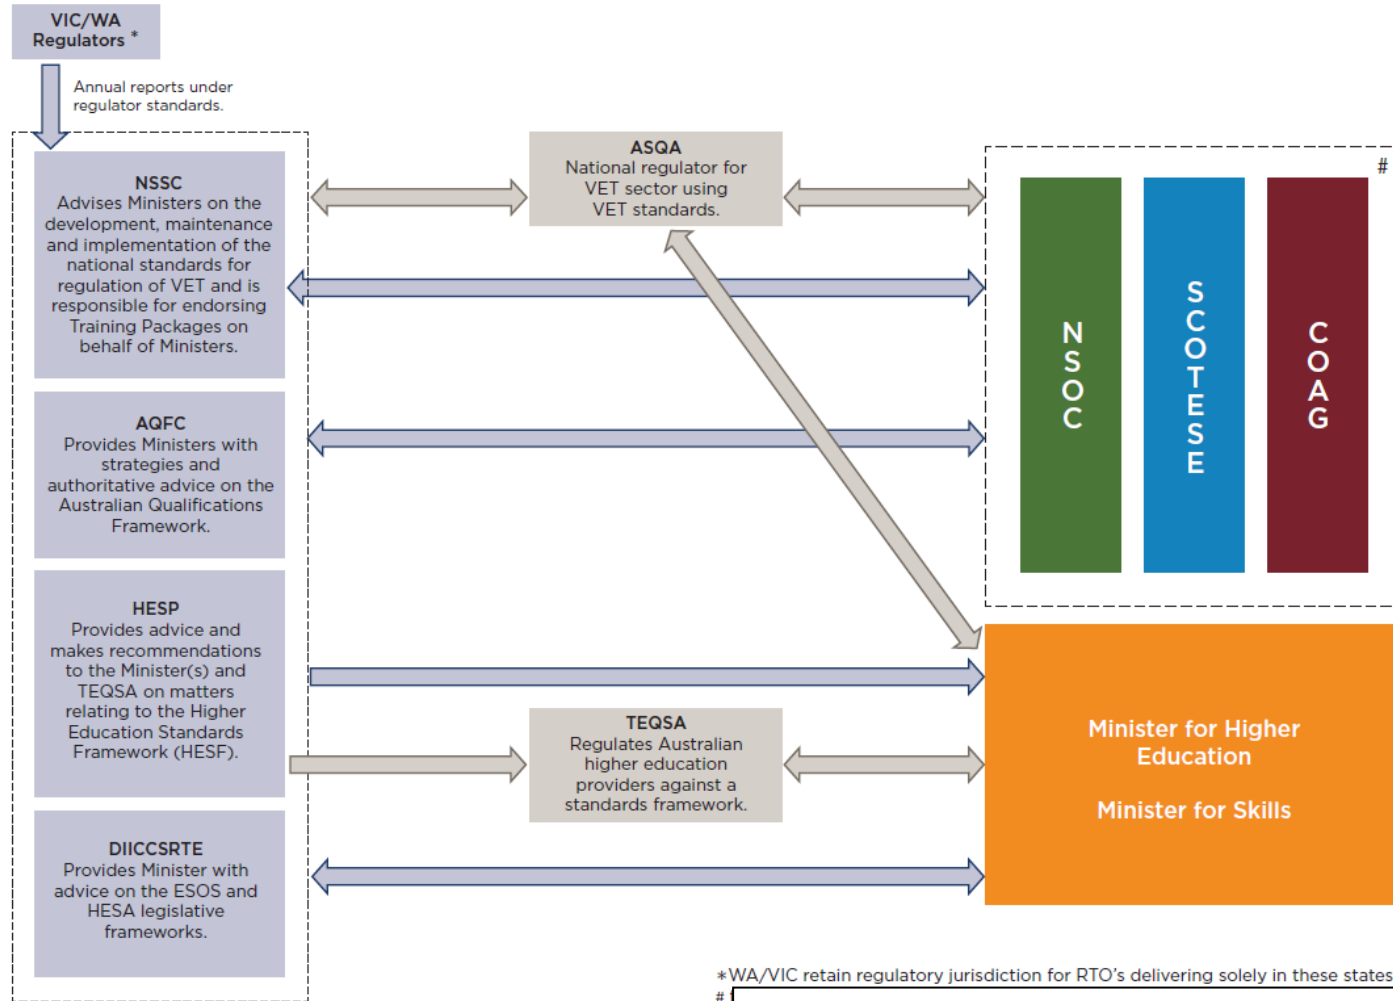 VIC/WA
Regulators *
Annual reports under
regulator standards.
NSSC
Advises Ministers on the
development, maintenance
and implementation of the
national standards for
regulation of VET and is
responsible for endorsing
Training Packages on
behalf of Ministers.
AQFC
Provides Ministers with
strategies and
authoritative advice on the
Australian Qualifications
Framework.
HESP
Provides advice and
makes recommendations
to the Minister(s) and
TEQSA on matters
relating to the Higher
Education Standards
Framework (HESF).
DIICCSRTE
Provides Minister with
advice on the ESOS and
HESA legislative
frameworks.
ASQA
National regulator for
VET sector using
VET standards.
TEQSA
Regulates Australian
higher education
providers against a
standards framework.
#
NSOC
SCOTESE
COAG
Minister for Higher
Education
Minister for Skills
*WA/VIC retain regulatory jurisdiction for RTO's delivering solely in these states
#